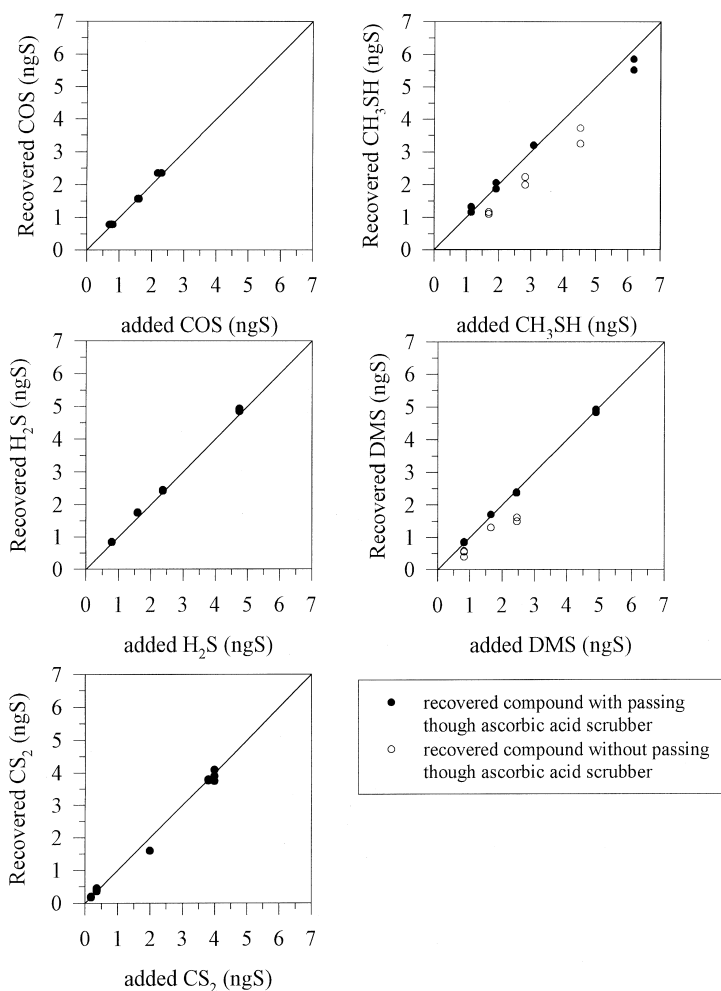 7
6
5
4
3
2
1
0
Recovered COS (ngS)
0 1 2 3 4 5 6 7
added COS (ngS)
7
6
5
4
3
2
1
0
Recovered CH3SH (ngS)
0 1 2 3 4 5 6 7
added CH3SH (ngS)
7
6
5
4
3
2
1
0
Recovered H2S (ngS)
0 1 2 3 4 5 6 7
added H2S (ngS)
7
6
5
4
3
2
1
0
Recovered DMS (ngS)
0 1 2 3 4 5 6 7
added DMS (ngS)
7
6
5
4
3
2
1
0
Recovered CS2 (ngS)
0 1 2 3 4 5 6 7
added CS2 (ngS)
recovered compound with passing
though ascorbic acid scrubber
recovered compound without passing
though ascorbic acid scrubber